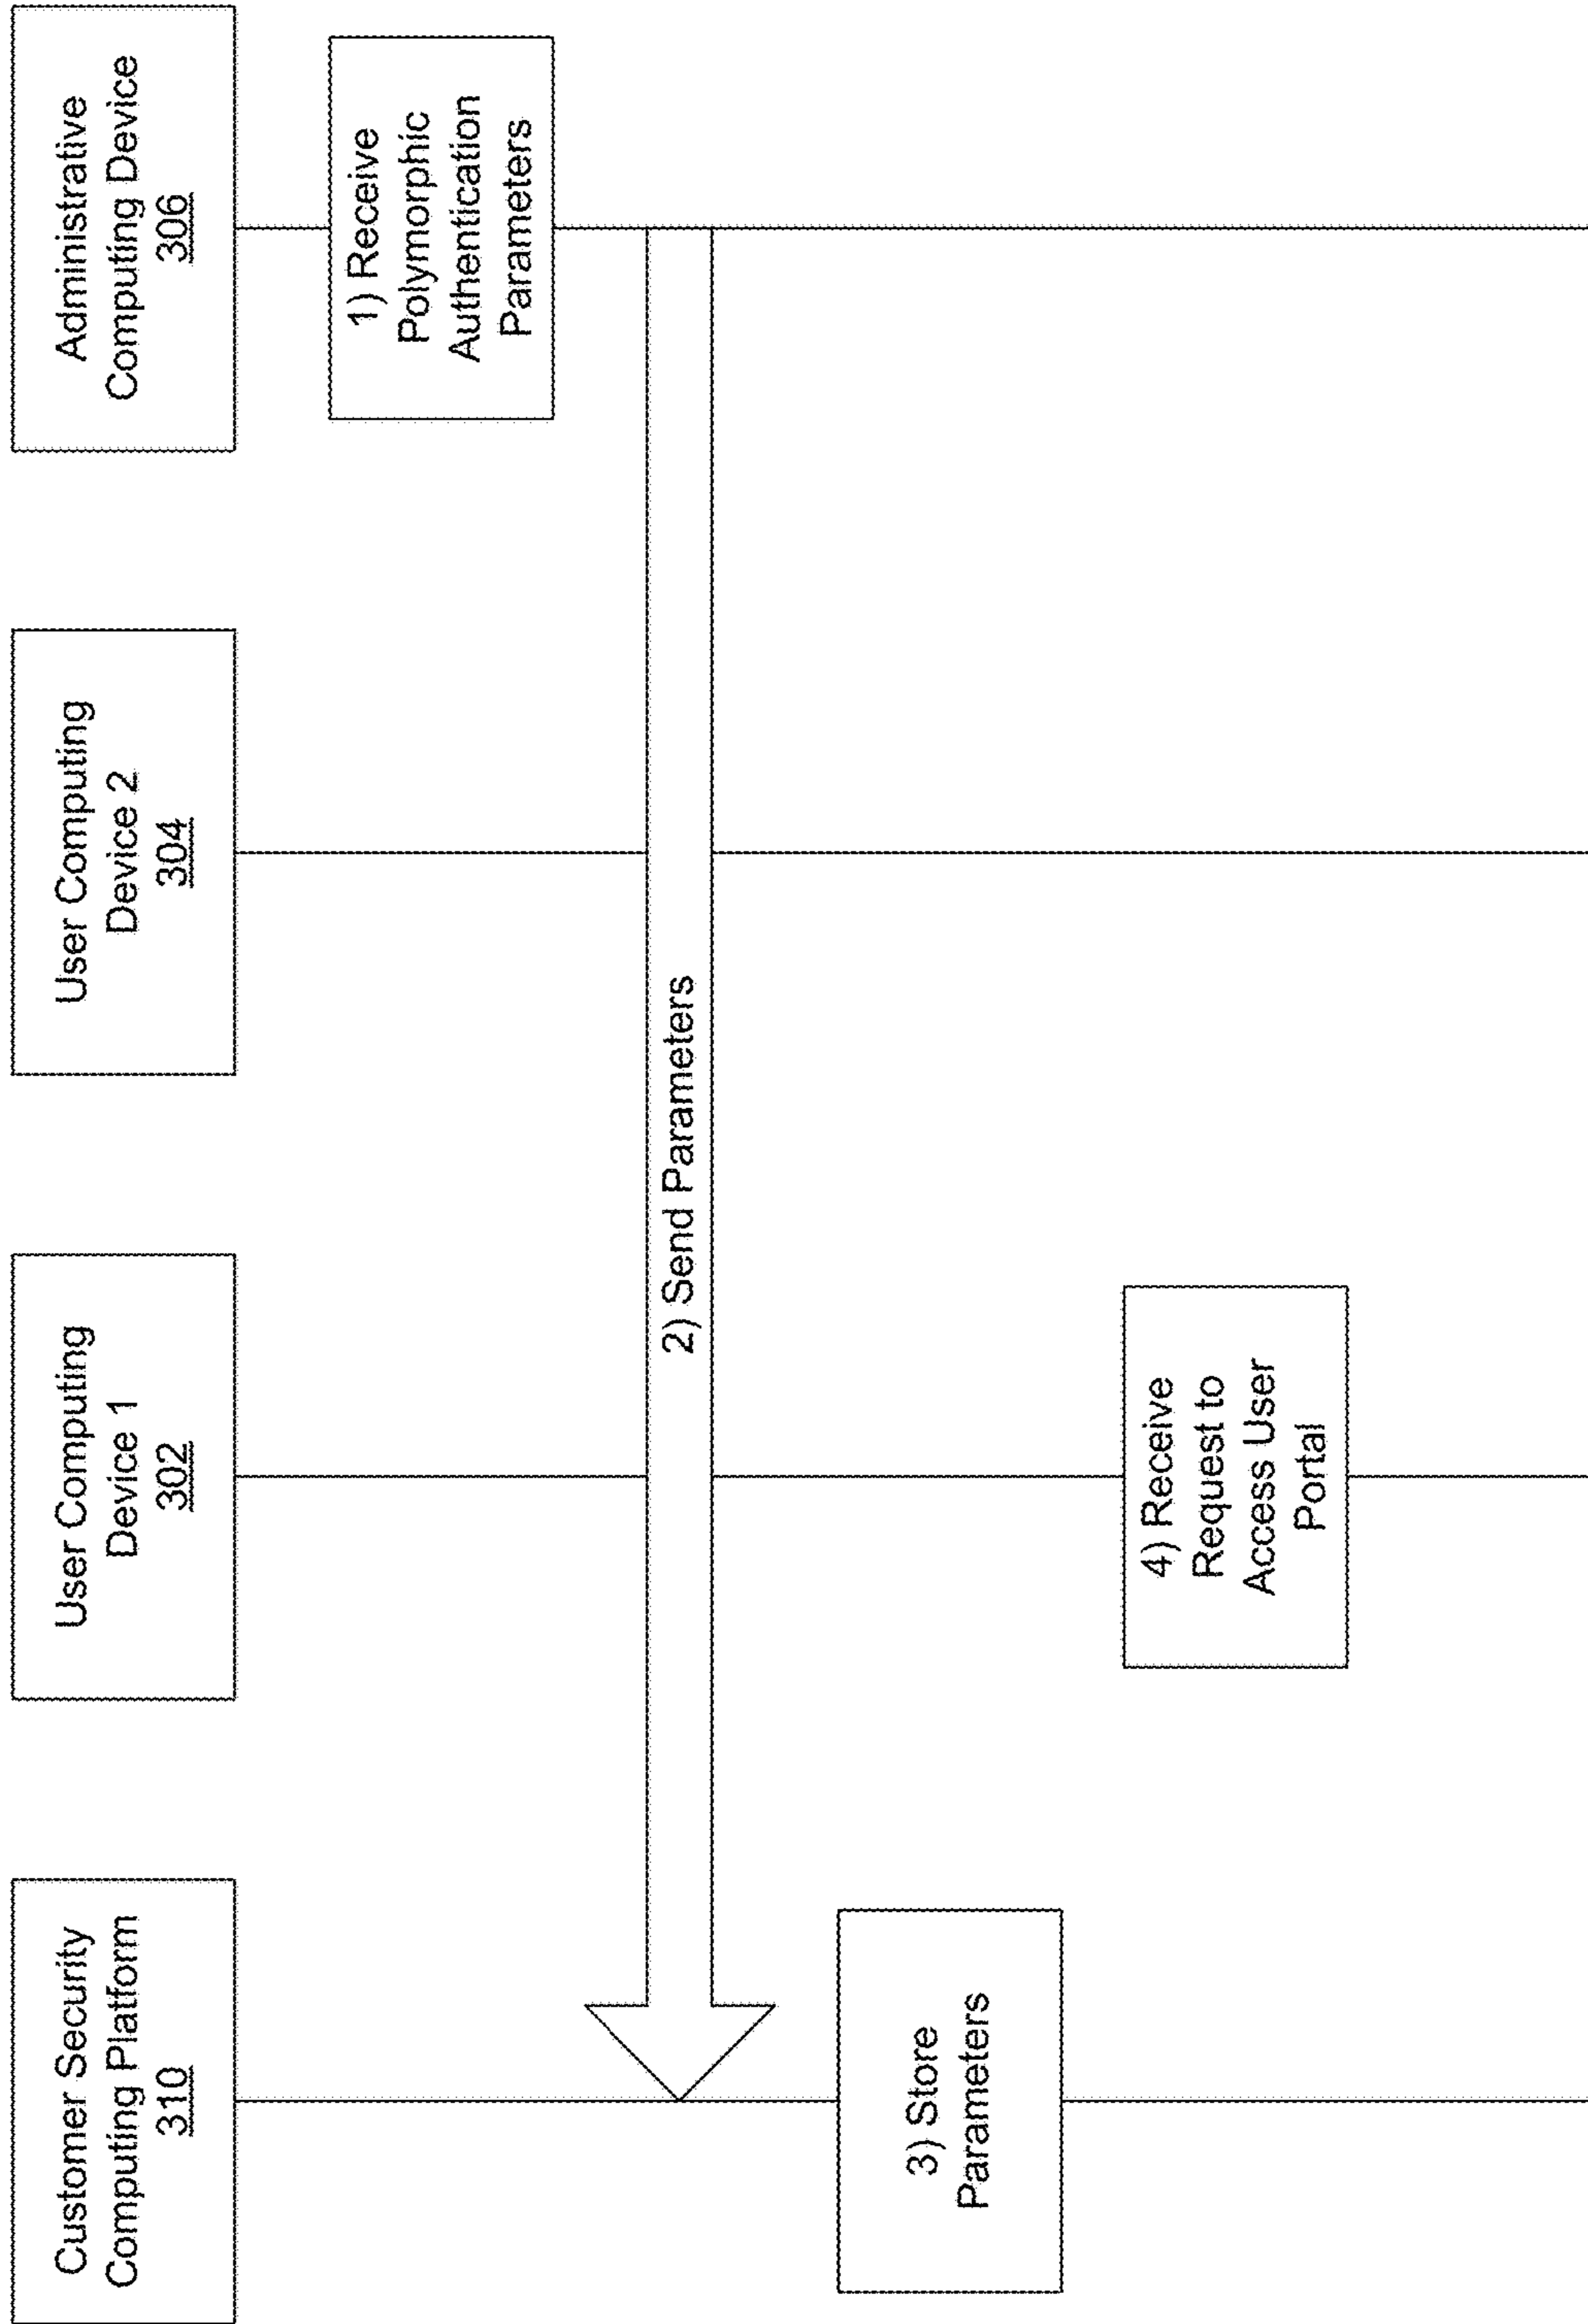 Customer Security
Computing Platform
310
User Computing
Device 1
302
User Computing
Device 2
304
Administrative
Computing Device
306
1) Receive
Polymorphic
Authentication
Parameters
2) Send Parameters
3) Store
Parameters
4) Receive
Request to
Access User
Portal